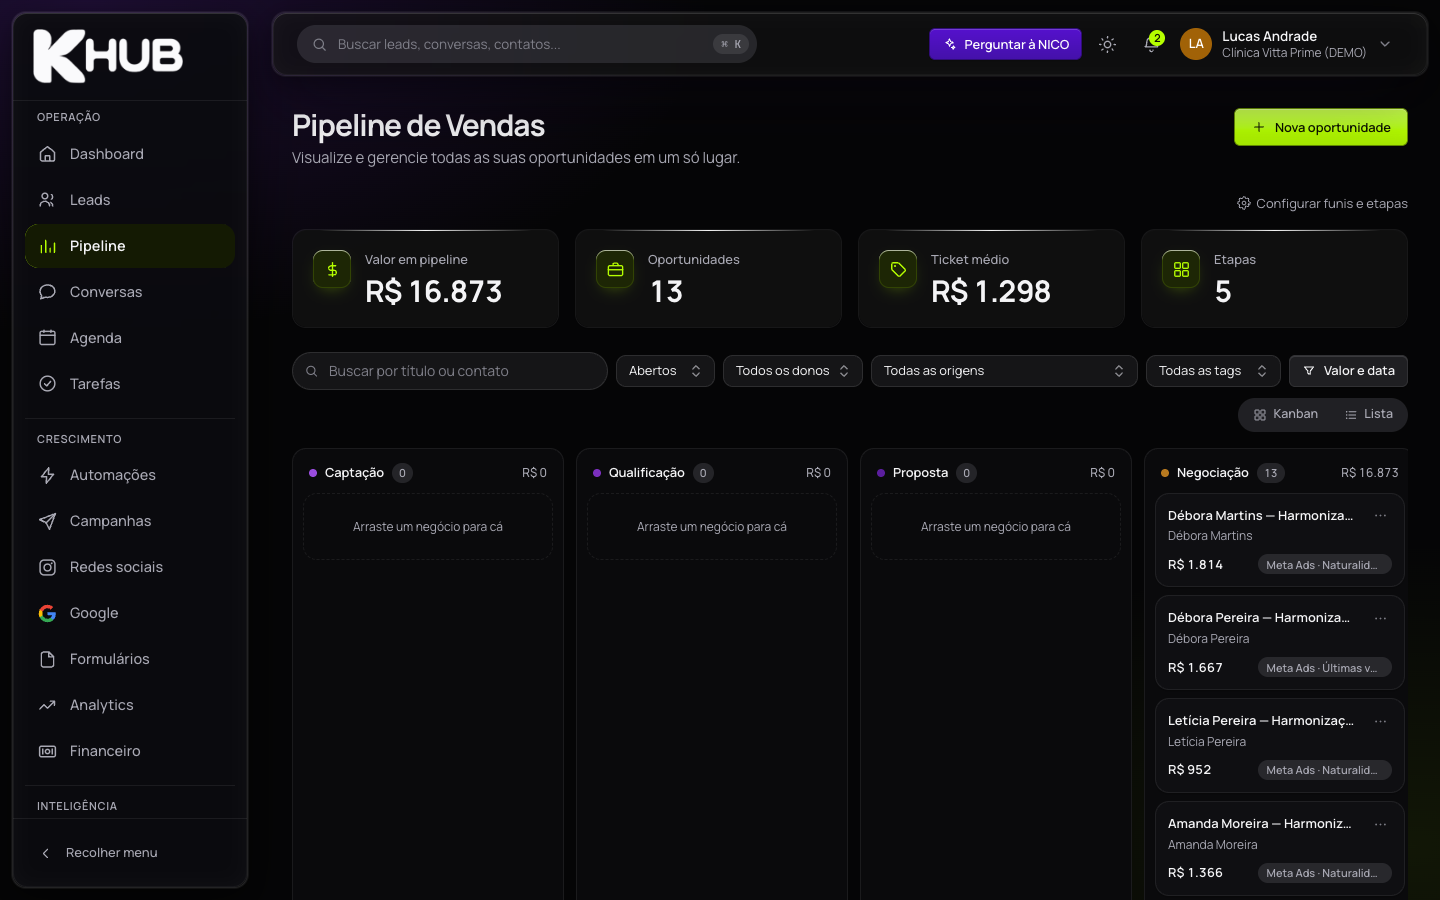 KHUB
Buscar leads, conversas, contatos...
⌘ K
Perguntar à NICO
2
LA
Lucas Andrade
Clínica Vitta Prime (DEMO)
OPERAÇÃO
Dashboard
Leads
Pipeline
Conversas
Agenda
Tarefas
CRESCIMENTO
Automações
Campanhas
Redes sociais
Google
Formulários
Analytics
Financeiro
INTELIGÊNCIA
Recolher menu
Pipeline de Vendas
Visualize e gerencie todas as suas oportunidades em um só lugar.
Nova oportunidade
Configurar funis e etapas
Valor em pipeline
R$ 16.873
Oportunidades
13
Ticket médio
R$ 1.298
Etapas
5
Buscar por título ou contato
Abertos
Todos os donos
Todas as origens
Todas as tags
Valor e data
Kanban
Lista
Captação 0 R$ 0
Arraste um negócio para cá
Qualificação 0 R$ 0
Arraste um negócio para cá
Proposta 0 R$ 0
Arraste um negócio para cá
Negociação 13 R$ 16.873
Débora Martins — Harmoniza...
Débora Martins
R$ 1.814 Meta Ads · Naturalid...
Débora Pereira — Harmoniza...
Débora Pereira
R$ 1.667 Meta Ads · Últimas v...
Letícia Pereira — Harmonizaç...
Letícia Pereira
R$ 952 Meta Ads · Naturalid...
Amanda Moreira — Harmoniz...
Amanda Moreira
R$ 1.366 Meta Ads · Naturalid...